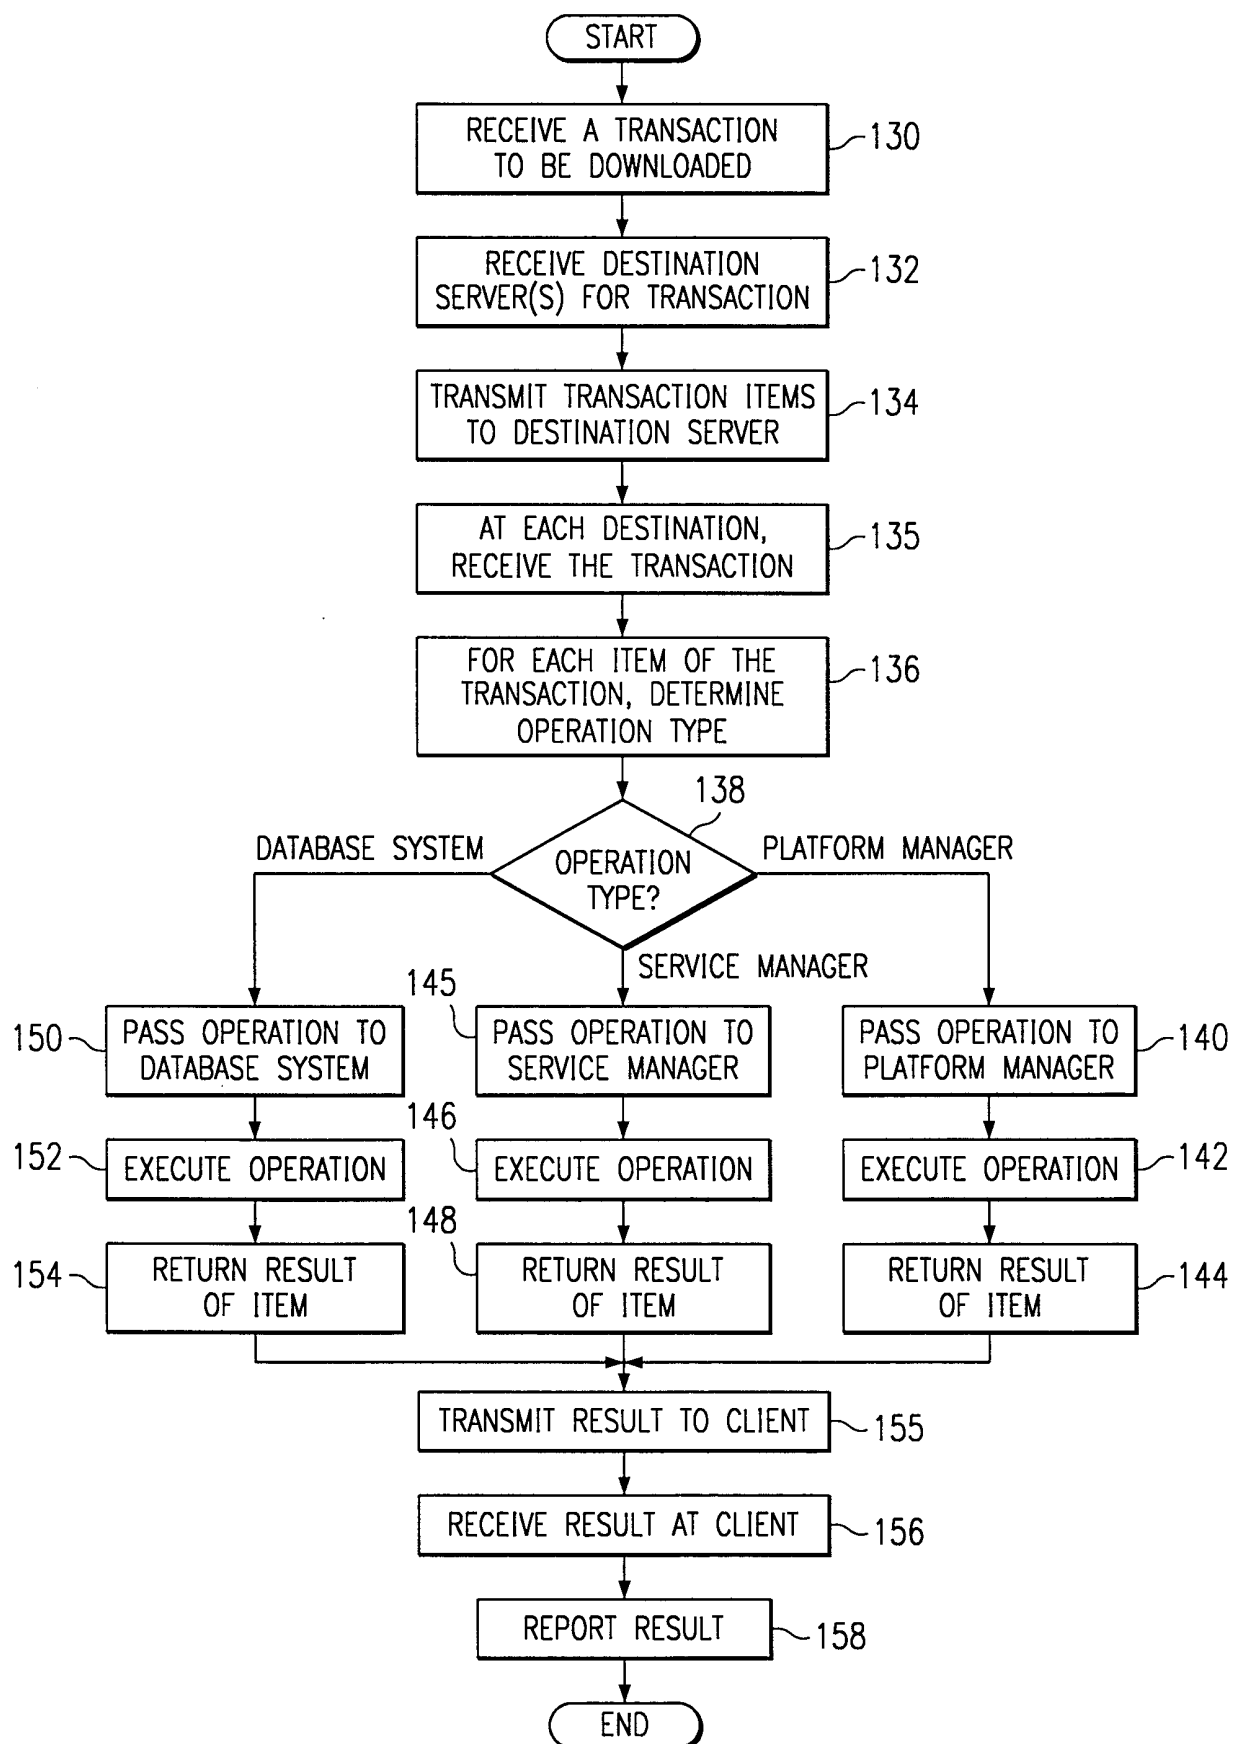 START
RECEIVE A TRANSACTION
TO BE DOWNLOADED
130
RECEIVE DESTINATION
SERVER(S) FOR TRANSACTION
132
TRANSMIT TRANSACTION ITEMS
TO DESTINATION SERVER
134
AT EACH DESTINATION,
RECEIVE THE TRANSACTION
135
FOR EACH ITEM OF THE
TRANSACTION, DETERMINE
OPERATION TYPE
136
138
DATABASE SYSTEM
OPERATION
TYPE?
PLATFORM MANAGER
SERVICE MANAGER
150
PASS OPERATION TO
DATABASE SYSTEM
145
PASS OPERATION TO
SERVICE MANAGER
PASS OPERATION TO
PLATFORM MANAGER
140
152
EXECUTE OPERATION
146
EXECUTE OPERATION
EXECUTE OPERATION
142
154
RETURN RESULT
OF ITEM
148
RETURN RESULT
OF ITEM
RETURN RESULT
OF ITEM
144
TRANSMIT RESULT TO CLIENT
155
RECEIVE RESULT AT CLIENT
156
REPORT RESULT
158
END